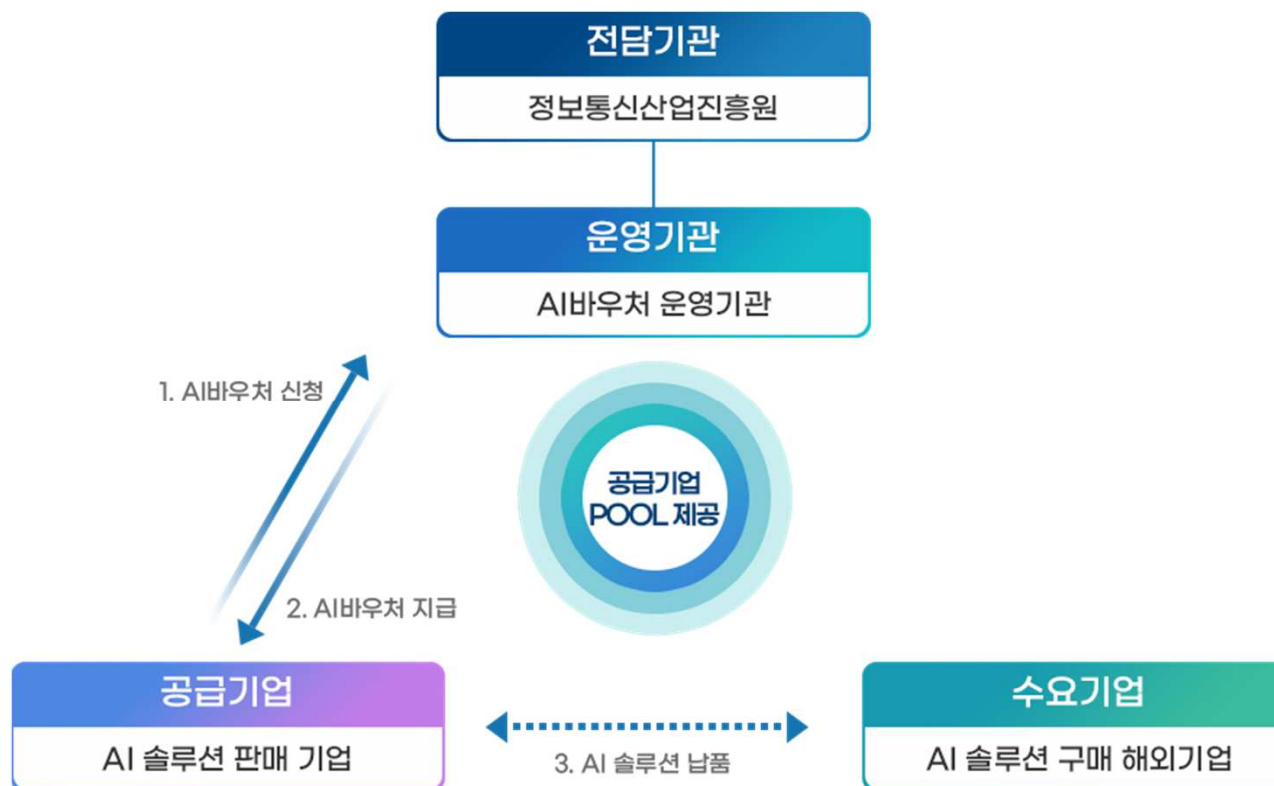 전담기관
정보통신산업진흥원
운영기관
AI바우처 운영기관
1. AI바우처 신청
공급기업
POOL 제공
2. AI바우처 지급
공급기업
AI 솔루션 판매 기업
3. AI 솔루션 납품
수요기업
AI 솔루션 구매 해외기업